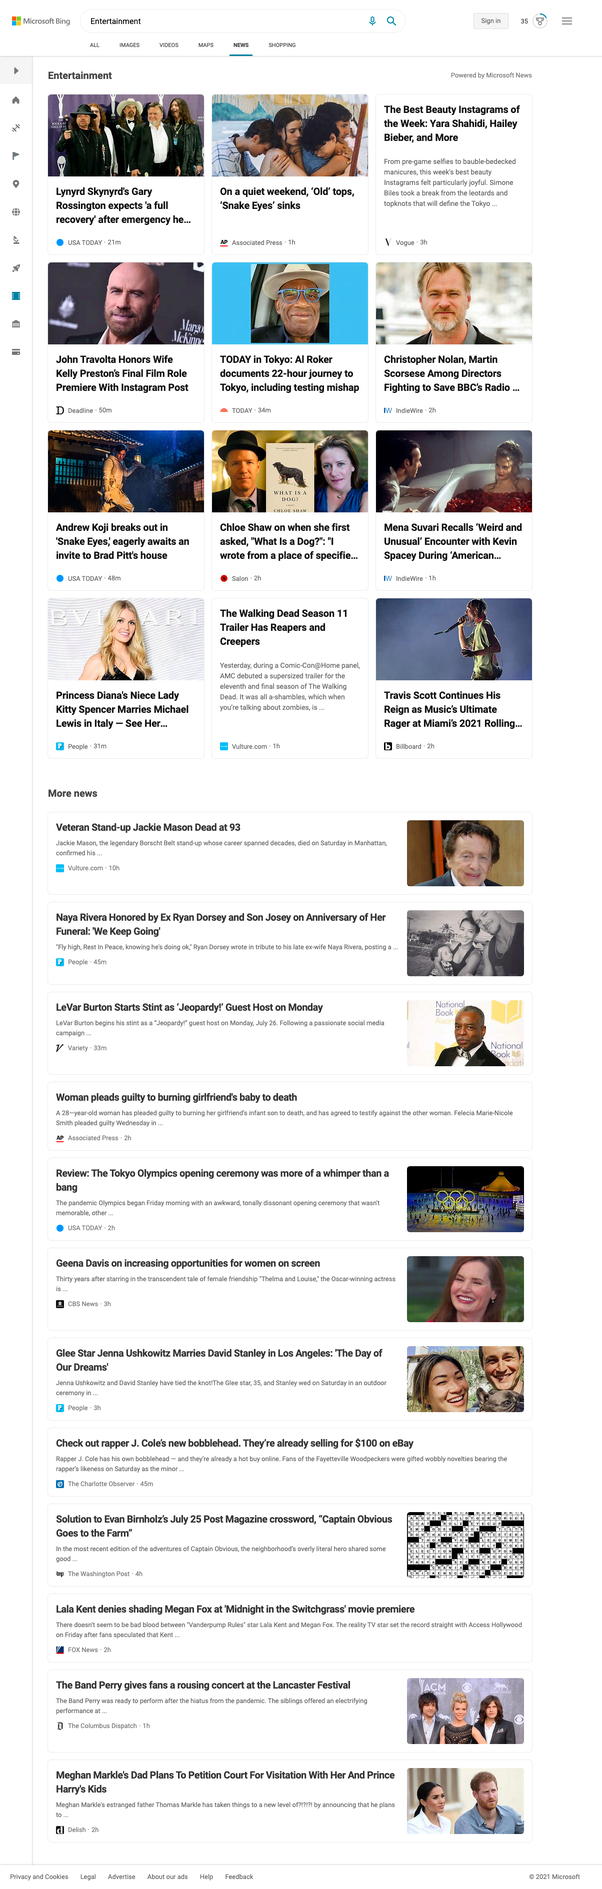 Microsoft Bing
Entertainment
Sign in
35
ALL
IMAGES
VIDEOS
MAPS
NEWS
SHOPPING
Entertainment
Powered by Microsoft News
Lynyrd Skynyrd's Gary
Rossington expects 'a full
recovery' after emergency he...
USA TODAY · 21m
On a quiet weekend, 'Old' tops,
'Snake Eyes' sinks
AP
Associated Press · 1h
The Best Beauty Instagrams of
the Week: Yara Shahidi, Hailey
Bieber, and More
From pre-game selfies to bauble-bedecked
manicures, this week's best beauty
Instagrams felt particularly joyful. Simone
Biles took a break from the leotards and
topknots that will define the Tokyo ...
Vogue · 3h
John Travolta Honors Wife
Kelly Preston's Final Film Role
Premiere With Instagram Post
Deadline · 50m
TODAY in Tokyo: Al Roker
documents 22-hour journey to
Tokyo, including testing mishap
TODAY · 34m
Christopher Nolan, Martin
Scorsese Among Directors
Fighting to Save BBC's Radio ...
IndieWire · 2h
Andrew Koji breaks out in
'Snake Eyes,' eagerly awaits an
invite to Brad Pitt's house
USA TODAY · 48m
WHAT IS A
DOG?
CHLOE SHAW
Chloe Shaw on when she first
asked, "What Is a Dog?": "I
wrote from a place of specifie...
Salon · 2h
Mena Suvari Recalls 'Weird and
Unusual' Encounter with Kevin
Spacey During 'American...
IndieWire · 1h
BVLGARI
Princess Diana's Niece Lady
Kitty Spencer Marries Michael
Lewis in Italy — See Her...
People · 31m
The Walking Dead Season 11
Trailer Has Reapers and
Creepers
Yesterday, during a Comic-Con@Home panel,
AMC debuted a supersized trailer for the
eleventh and final season of The Walking
Dead. It was all a-shambles, which when
you're talking about zombies, is ...
Vulture.com · 1h
Travis Scott Continues His
Reign as Music's Ultimate
Rager at Miami's 2021 Rolling...
Billboard · 2h
More news
Veteran Stand-up Jackie Mason Dead at 93
Jackie Mason, the legendary Borscht Belt stand-up whose career spanned decades, died on Saturday in Manhattan,
confirmed his ...
Vulture.com · 10h
Naya Rivera Honored by Ex Ryan Dorsey and Son Josey on Anniversary of Her
Funeral: 'We Keep Going'
"Fly high, Rest In Peace, knowing he's doing ok," Ryan Dorsey wrote in tribute to his late ex-wife Naya Rivera, posting a ...
People · 45m
LeVar Burton Starts Stint as 'Jeopardy!' Guest Host on Monday
LeVar Burton begins his stint as a "Jeopardy!" guest host on Monday, July 26. Following a passionate social media
campaign ...
Variety · 33m
National
Book
National
Book
Woman pleads guilty to burning girlfriend's baby to death
A 28-year-old woman has pleaded guilty to burning her girlfriend's infant son to death, and has agreed to testify against the other woman. Felecia Marie-Nicole
Smith pleaded guilty Wednesday in ...
AP
Associated Press · 2h
Review: The Tokyo Olympics opening ceremony was more of a whimper than a
bang
The pandemic Olympics began Friday morning with an awkward, tonally dissonant opening ceremony that wasn't
memorable, other ...
USA TODAY · 2h
Geena Davis on increasing opportunities for women on screen
Thirty years after starring in the transcendent tale of female friendship "Thelma and Louise," the Oscar-winning actress
is ...
CBS News · 3h
Glee Star Jenna Ushkowitz Marries David Stanley in Los Angeles: 'The Day of
Our Dreams'
Jenna Ushkowitz and David Stanley have tied the knot!The Glee star, 35, and Stanley wed on Saturday in an outdoor
ceremony in ...
People · 3h
Check out rapper J. Cole's new bobblehead. They're already selling for $100 on eBay
Rapper J. Cole has his own bobblehead — and they're already a hot buy online. Fans of the Fayetteville Woodpeckers were gifted wobbly novelties bearing the
rapper's likeness on Saturday as the minor ...
The Charlotte Observer · 45m
Solution to Evan Birnholz's July 25 Post Magazine crossword, "Captain Obvious
Goes to the Farm"
In the most recent edition of the adventures of Captain Obvious, the neighborhood's overly literal hero shared some
good ...
wp
The Washington Post · 4h
Lala Kent denies shading Megan Fox at 'Midnight in the Switchgrass' movie premiere
There doesn't seem to be bad blood between "Vanderpump Rules" star Lala Kent and Megan Fox. The reality TV star set the record straight with Access Hollywood
on Friday after fans speculated that Kent ...
FOX News · 2h
The Band Perry gives fans a rousing concert at the Lancaster Festival
The Band Perry was ready to perform after the hiatus from the pandemic. The siblings offered an electrifying
performance at ...
The Columbus Dispatch · 1h
ACM
Meghan Markle's Dad Plans To Petition Court For Visitation With Her And Prince
Harry's Kids
Meghan Markle's estranged father Thomas Markle has taken things to a new level?!?!?! by announcing that he plans
to ...
Delish · 2h
Privacy and Cookies
Legal
Advertise
About our ads
Help
Feedback
© 2021 Microsoft